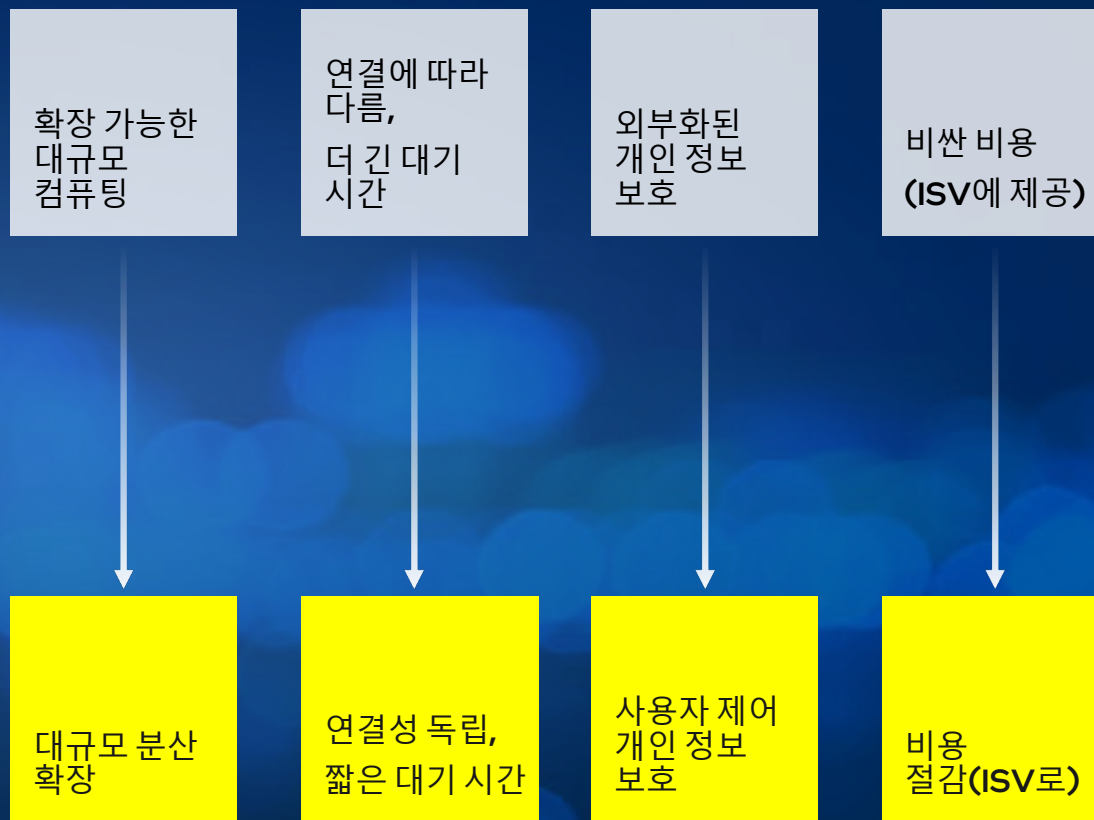 확장 가능한
대규모
컴퓨팅
연결에 따라
다름,
더 긴 대기
시간
외부화된
개인 정보
보호
비싼 비용
(ISV에 제공)
대규모 분산
확장
연결성 독립,
짧은 대기 시간
사용자 제어
개인 정보
보호
비용
절감(ISV로)